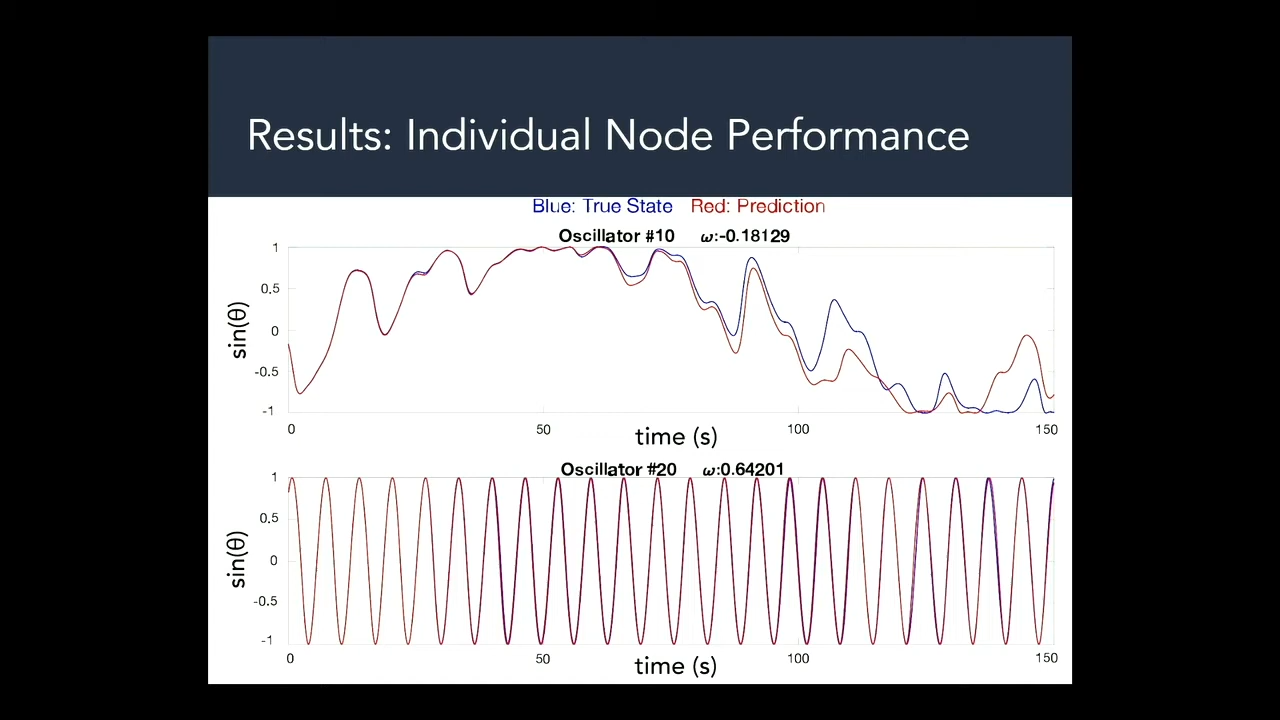 Results: Individual Node Performance
Blue: True State Red: Prediction
Oscillator #10 ω:-0.18129
1
0.5
0
-0.5
-1
sin(θ)
0 50 100 150
time (s)
Oscillator #20 ω:0.64201
1
0.5
0
-0.5
-1
sin(θ)
0 50 100 150
time (s)